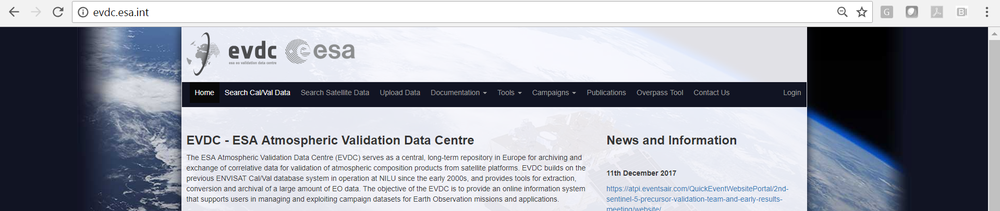 evdc.esa.int
G
B
evdc
esa eo validation data centre
esa
Home Search Cal/Val Data Search Satellite Data Upload Data Documentation Tools Campaigns Publications Overpass Tool Contact Us Login
EVDC - ESA Atmospheric Validation Data Centre
The ESA Atmospheric Validation Data Centre (EVDC) serves as a central, long-term repository in Europe for archiving and
exchange of correlative data for validation of atmospheric composition products from satellite platforms. EVDC builds on the
previous ENVISAT Cal/Val database system in operation at NILU since the early 2000s, and provides tools for extraction,
conversion and archival of a large amount of EO data. The objective of the EVDC is to provide an online information system
that supports users in managing and exploiting campaign datasets for Earth Observation missions and applications.
News and Information
11th December 2017
https://atpi.eventsair.com/QuickEventWebsitePortal/2nd-
sentinel-5-precursor-validation-team-and-early-results-
meeting/website/